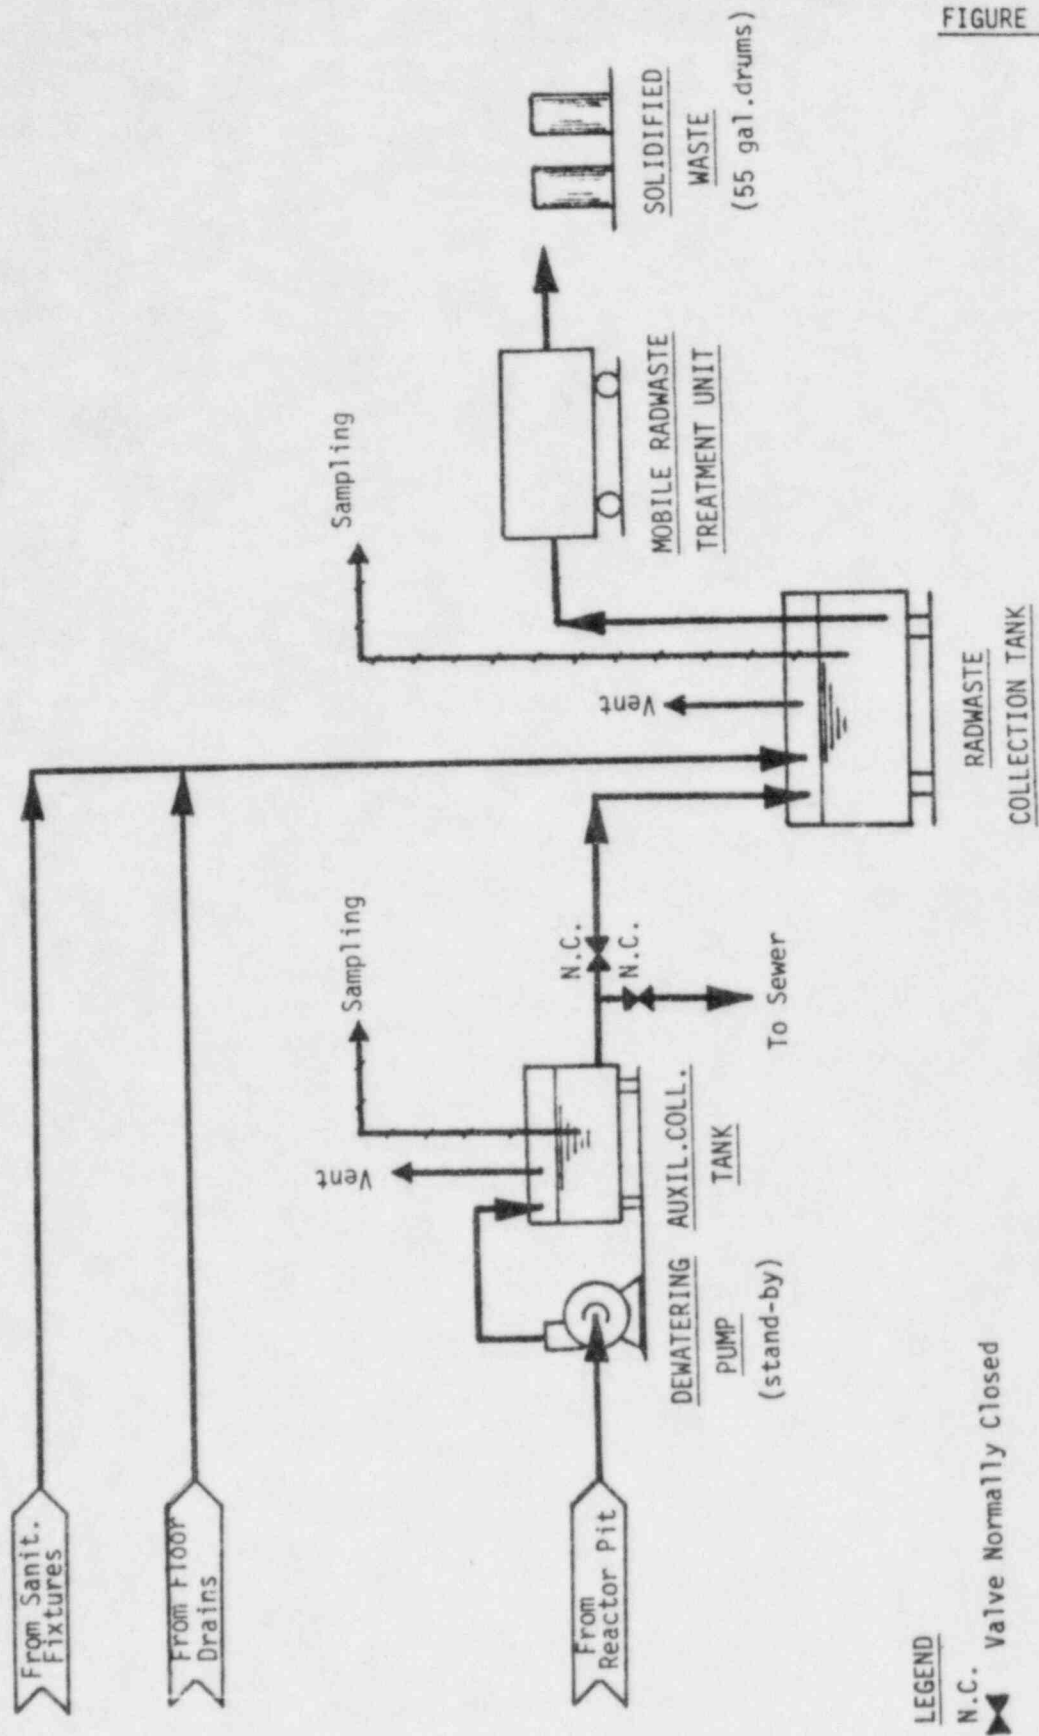 FIGURE
From Sanit.
Fixtures
From Floor
Drains
From
Reactor Pit
Sampling
Vent
Sampling
Vent
N.C.
N.C.
To Sewer
DEWATERING
PUMP
(stand-by)
AUXIL.COLL.
TANK
RADWASTE
COLLECTION TANK
MOBILE RADWASTE
TREATMENT UNIT
SOLIDIFIED
WASTE
(55 gal.drums)
LEGEND
N.C.
Valve Normally Closed